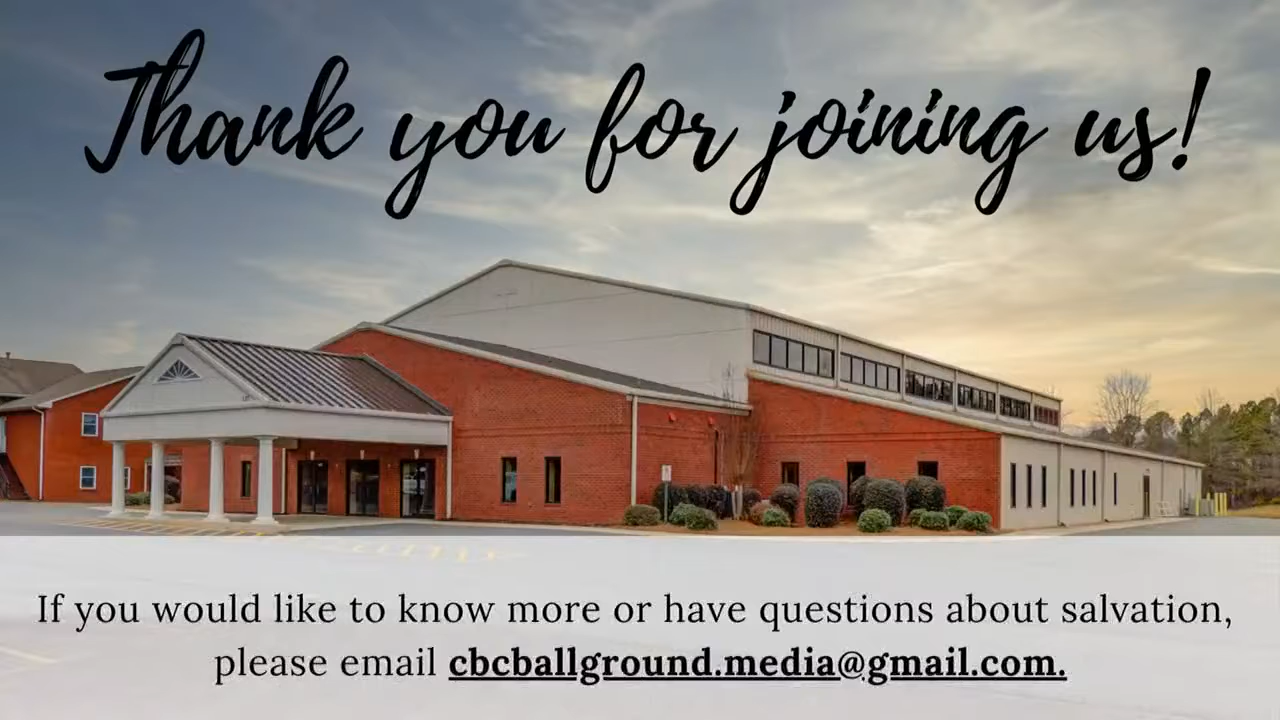 Thank you for joining us!
If you would like to know more or have questions about salvation,
please email cbcballground.media@gmail.com.